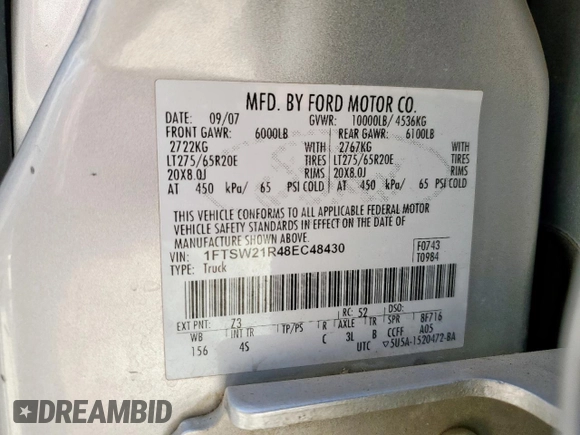 MFD. BY FORD MOTOR CO.
DATE: 09/07 GVWR: 10000LB/ 4536KG
FRONT GAWR: 6000LB REAR GAWR: 6100LB
2722KG WITH 2767KG WITH
LT275/65R20E TIRES LT275/65R20E TIRES
20X8.0J RIMS 20X8.0J RIMS
AT 450 kPa/ 65 PSI COLD AT 450 kPa/ 65 PSI COLD
THIS VEHICLE CONFORMS TO ALL APPLICABLE FEDERAL MOTOR
VEHICLE SAFETY STANDARDS IN EFFECT ON THE DATE OF
MANUFACTURE SHOWN ABOVE.
VIN: 1FTSW21R48EC48430 F0743
TYPE: Truck T0984
EXT PNT: Z3 RC: 52 DSO:
WB INT TR TP/PS R AXLE TR SPR 8F716
156 4S C 3L B CCFF A05
UTC ▽5U5A-1520472-BA
DREAMBID